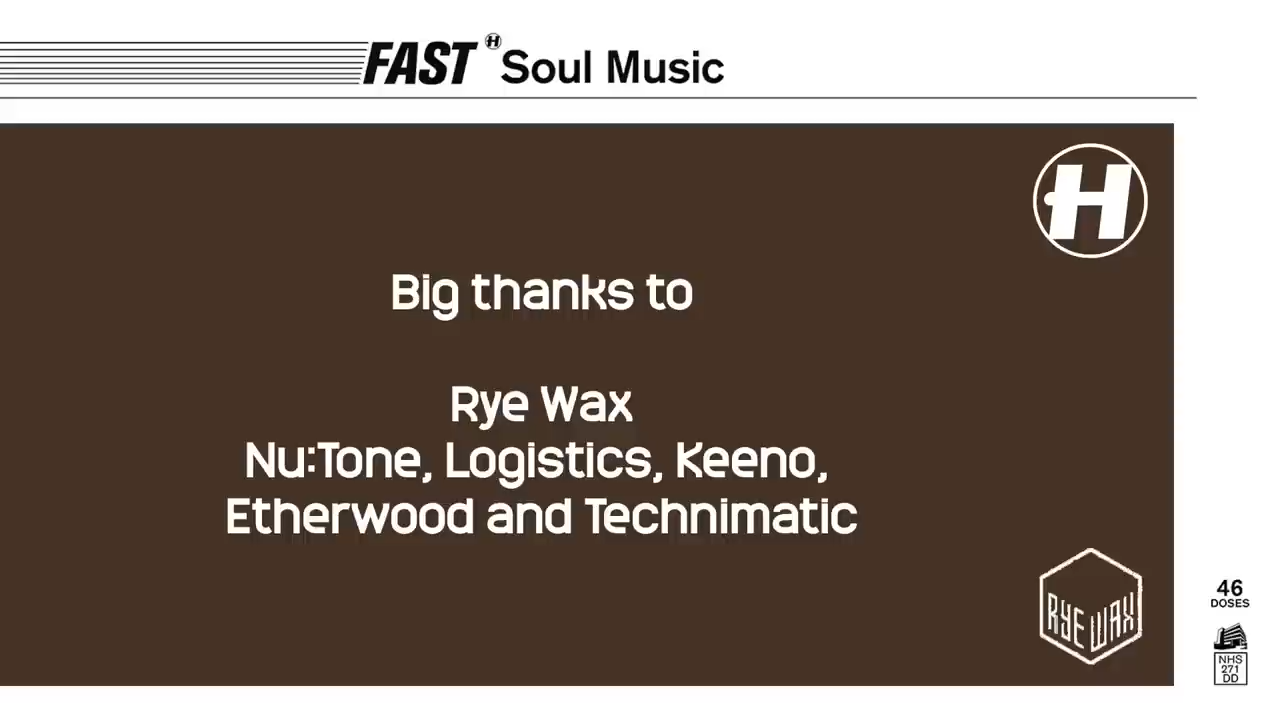 FAST H Soul Music
H
Big thanks to
Rye Wax
Nu:Tone, Logistics, Keeno,
Etherwood and Technimatic
RYE WAX
46
DOSES
NHS
271
DD